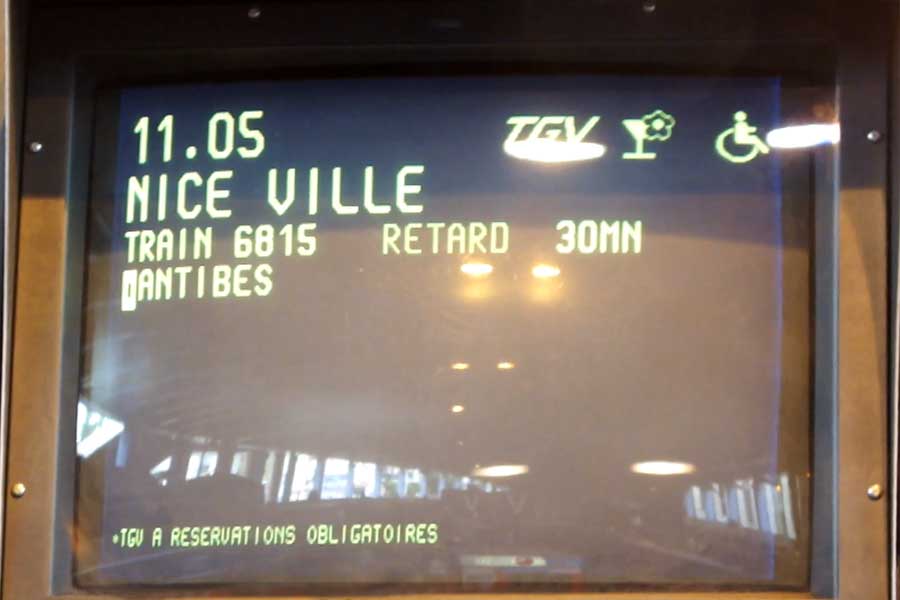 11.05 TGV
NICE VILLE
TRAIN 6815 RETARD 30MN
ANTIBES
*TGV A RESERVATIONS OBLIGATOIRES